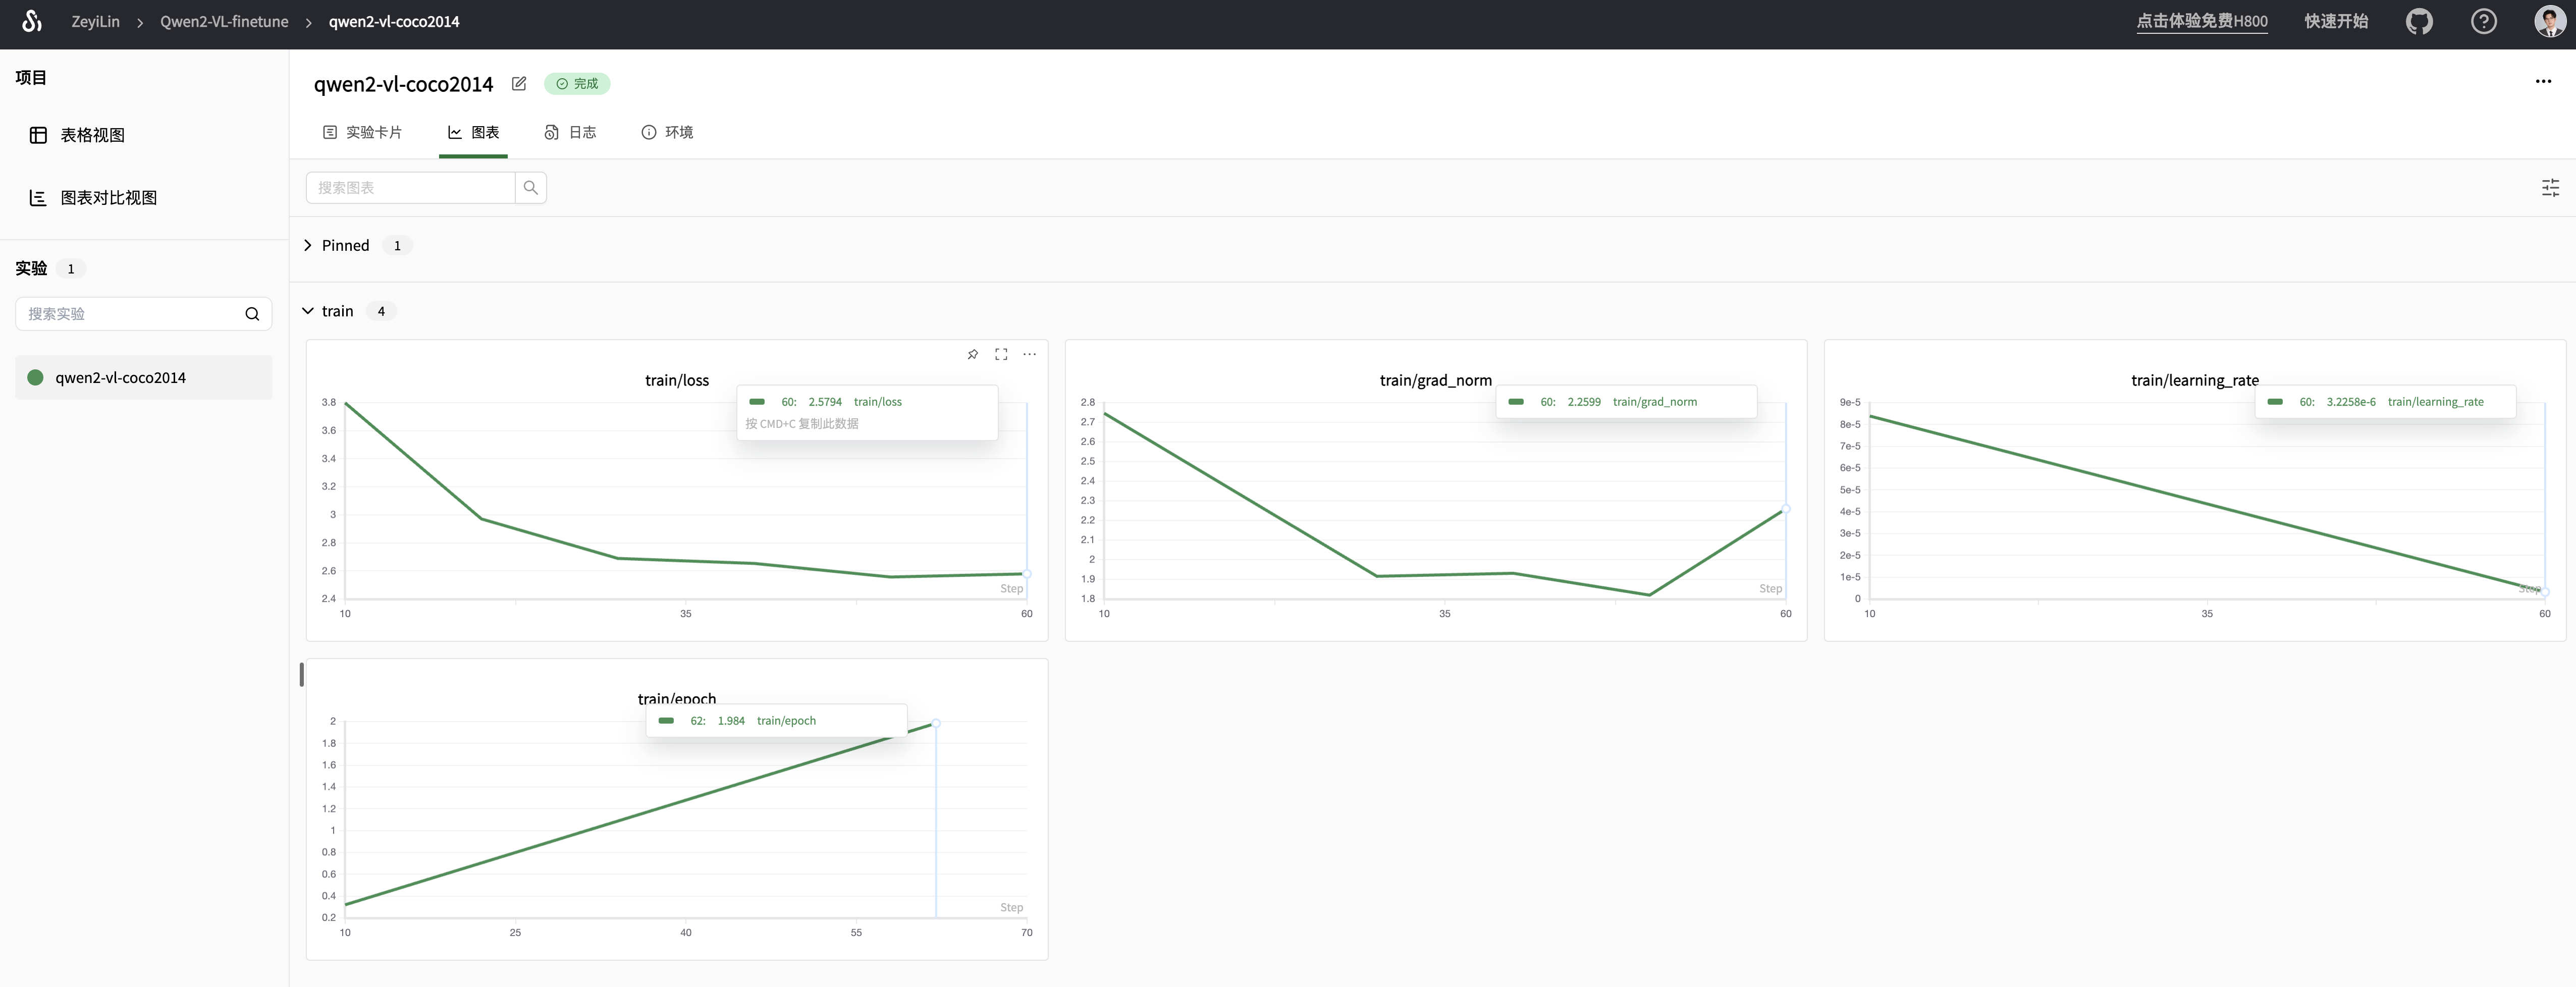 ZeyiLin > Qwen2-VL-finetune > qwen2-vl-coco2014
点击体验免费H800 快速开始
项目
表格视图
图表对比视图
实验 1
搜索实验
qwen2-vl-coco2014
qwen2-vl-coco2014 完成
实验卡片 图表 日志 环境
搜索图表
Pinned 1
train 4
train/loss
60: 2.5794 train/loss
按 CMD+C 复制此数据
3.8
3.6
3.4
3.2
3
2.8
2.6
2.4
Step
10 35 60
train/grad_norm
60: 2.2599 train/grad_norm
2.8
2.7
2.6
2.5
2.4
2.3
2.2
2.1
2
1.9
1.8
Step
10 35 60
train/learning_rate
60: 3.2258e-6 train/learning_rate
9e-5
8e-5
7e-5
6e-5
5e-5
4e-5
3e-5
2e-5
1e-5
0
Step
10 35 60
train/epoch
62: 1.984 train/epoch
2
1.8
1.6
1.4
1.2
1
0.8
0.6
0.4
0.2
Step
10 25 40 55 70